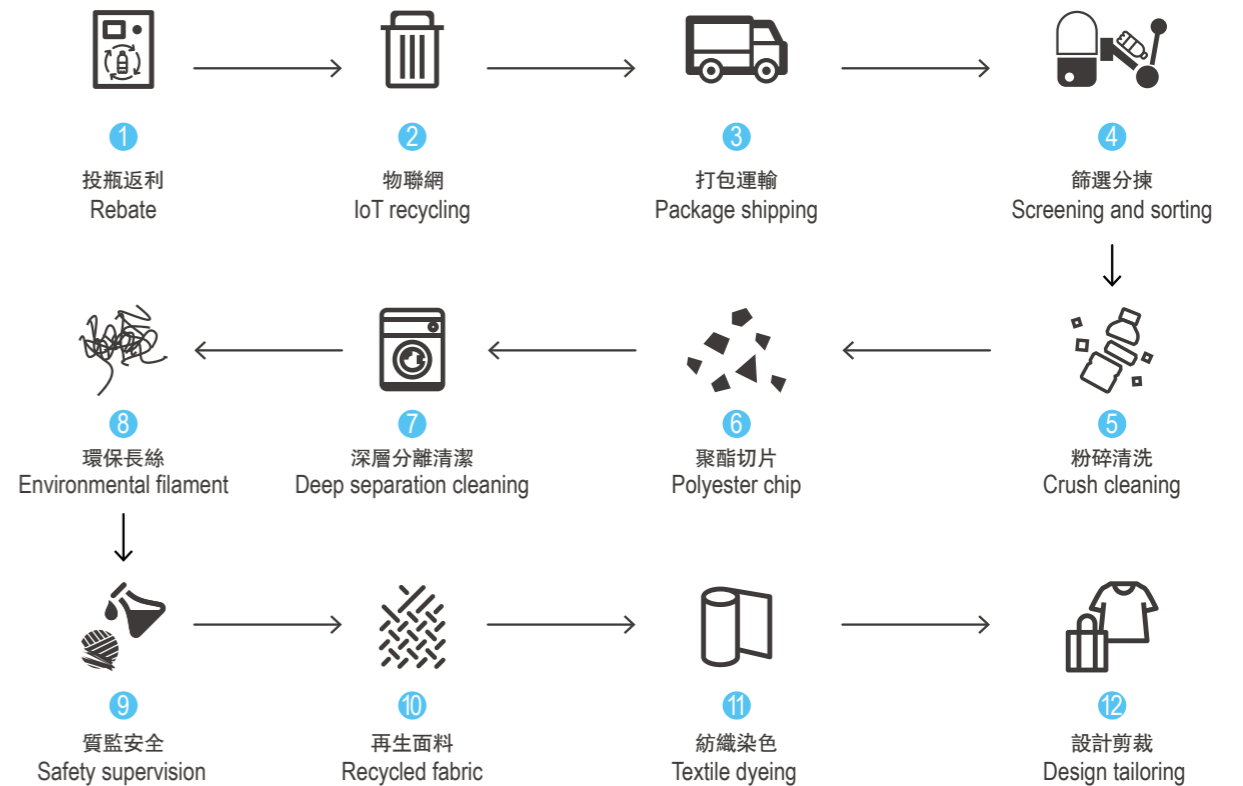 1
投瓶返利
Rebate
2
物聯網
IoT recycling
3
打包運輸
Package shipping
4
篩選分揀
Screening and sorting
5
粉碎清洗
Crush cleaning
6
聚酯切片
Polyester chip
7
深層分離清潔
Deep separation cleaning
8
環保長絲
Environmental filament
9
質監安全
Safety supervision
10
再生面料
Recycled fabric
11
紡織染色
Textile dyeing
12
設計剪裁
Design tailoring